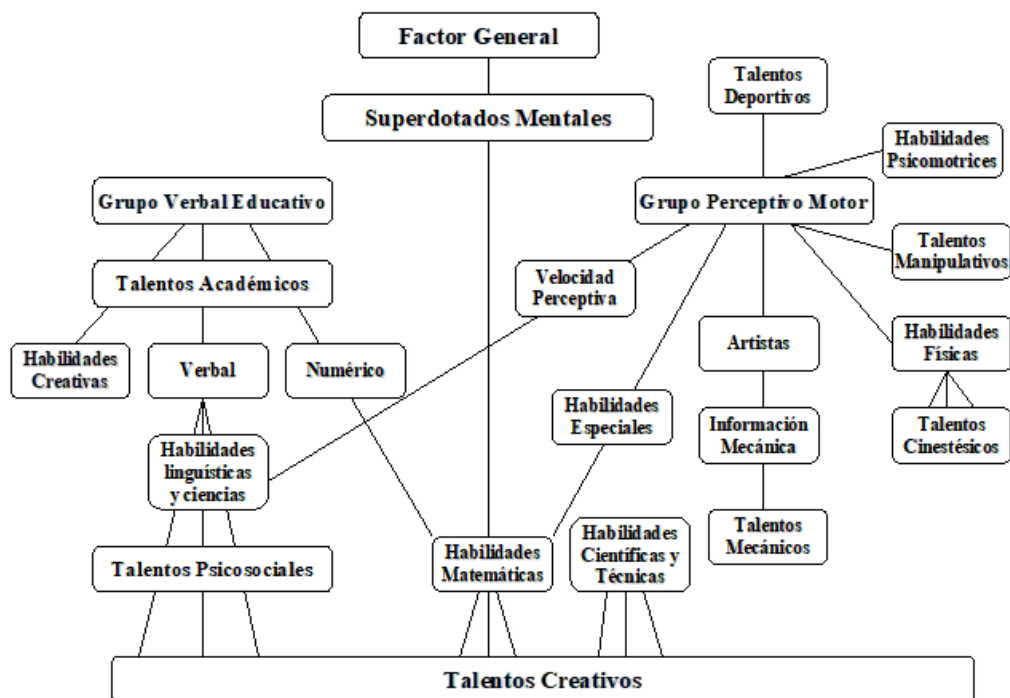 Factor General
Talentos
Deportivos
Superdotados Mentales
Habilidades
Psicomotrices
Grupo Verbal Educativo
Grupo Perceptivo Motor
Talentos
Manipulativos
Talentos Académicos
Velocidad
Perceptiva
Habilidades
Creativas
Verbal
Numérico
Artistas
Habilidades
Físicas
Habilidades
Especiales
Información
Mecánica
Talentos
Cinestésicos
Habilidades
linguísticas
y ciencias
Talentos
Mecánicos
Talentos Psicosociales
Habilidades
Matemáticas
Habilidades
Científicas y
Técnicas
Talentos Creativos